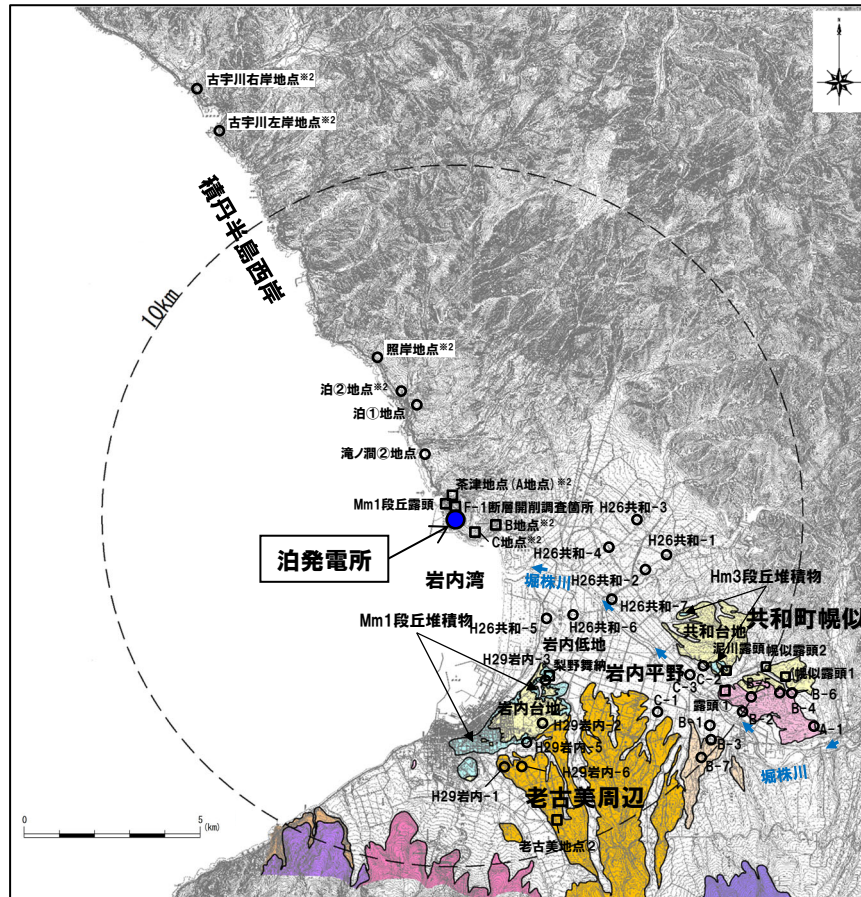 古宇川右岸地点※2
古宇川左岸地点※2
積丹半島西岸
10km
照岸地点※2
泊②地点※2
泊①地点
滝ノ澗②地点
茶津地点(A地点)※2
Mm1段丘露頭
F-1断層開削調査箇所
H26共和-3
B地点※2
C地点※2
H26共和-1
H26共和-4
泊発電所
岩内湾
堀株川
H26共和-2
Hm3段丘堆積物
H26共和-7
Mm1段丘堆積物
共和町幌似
H26共和-5
H26共和-6
共和台地
岩内低地
泥川露頭
幌似露頭2
H29岩内-3
梨野舞納
岩内平野
C-2
幌似露頭1
C-3
B-5
B-6
岩内台地
C-1
露頭①
B-4
B-2
H29岩内-2
B-1
A-1
H29岩内-5
B-3
H29岩内-6
B-7
堀株川
H29岩内-1
老古美周辺
老古美地点②
0
5
(km)